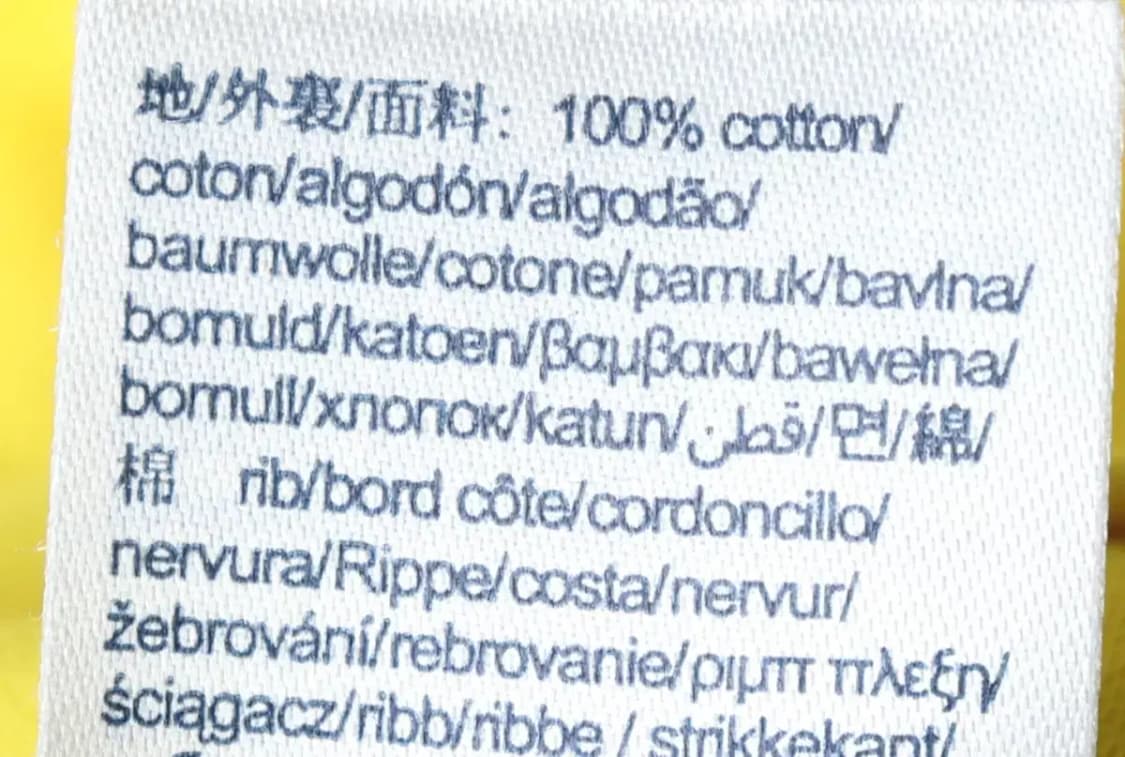 地/外裏/面料: 100% cotton/
coton/algodón/algodão/
baumwolle/cotone/pamuk/bavlna/
bomuld/katoen/βαμβακι/bawełna/
bomull/хлопок/katun/قطن/면/綿/
棉 rib/bord côte/cordoncillo/
nervura/Rippe/costa/nervur/
žebrování/rebrovanie/ριμπ πλεξη/
ściągacz/ribb/ribbe / strikkekant/